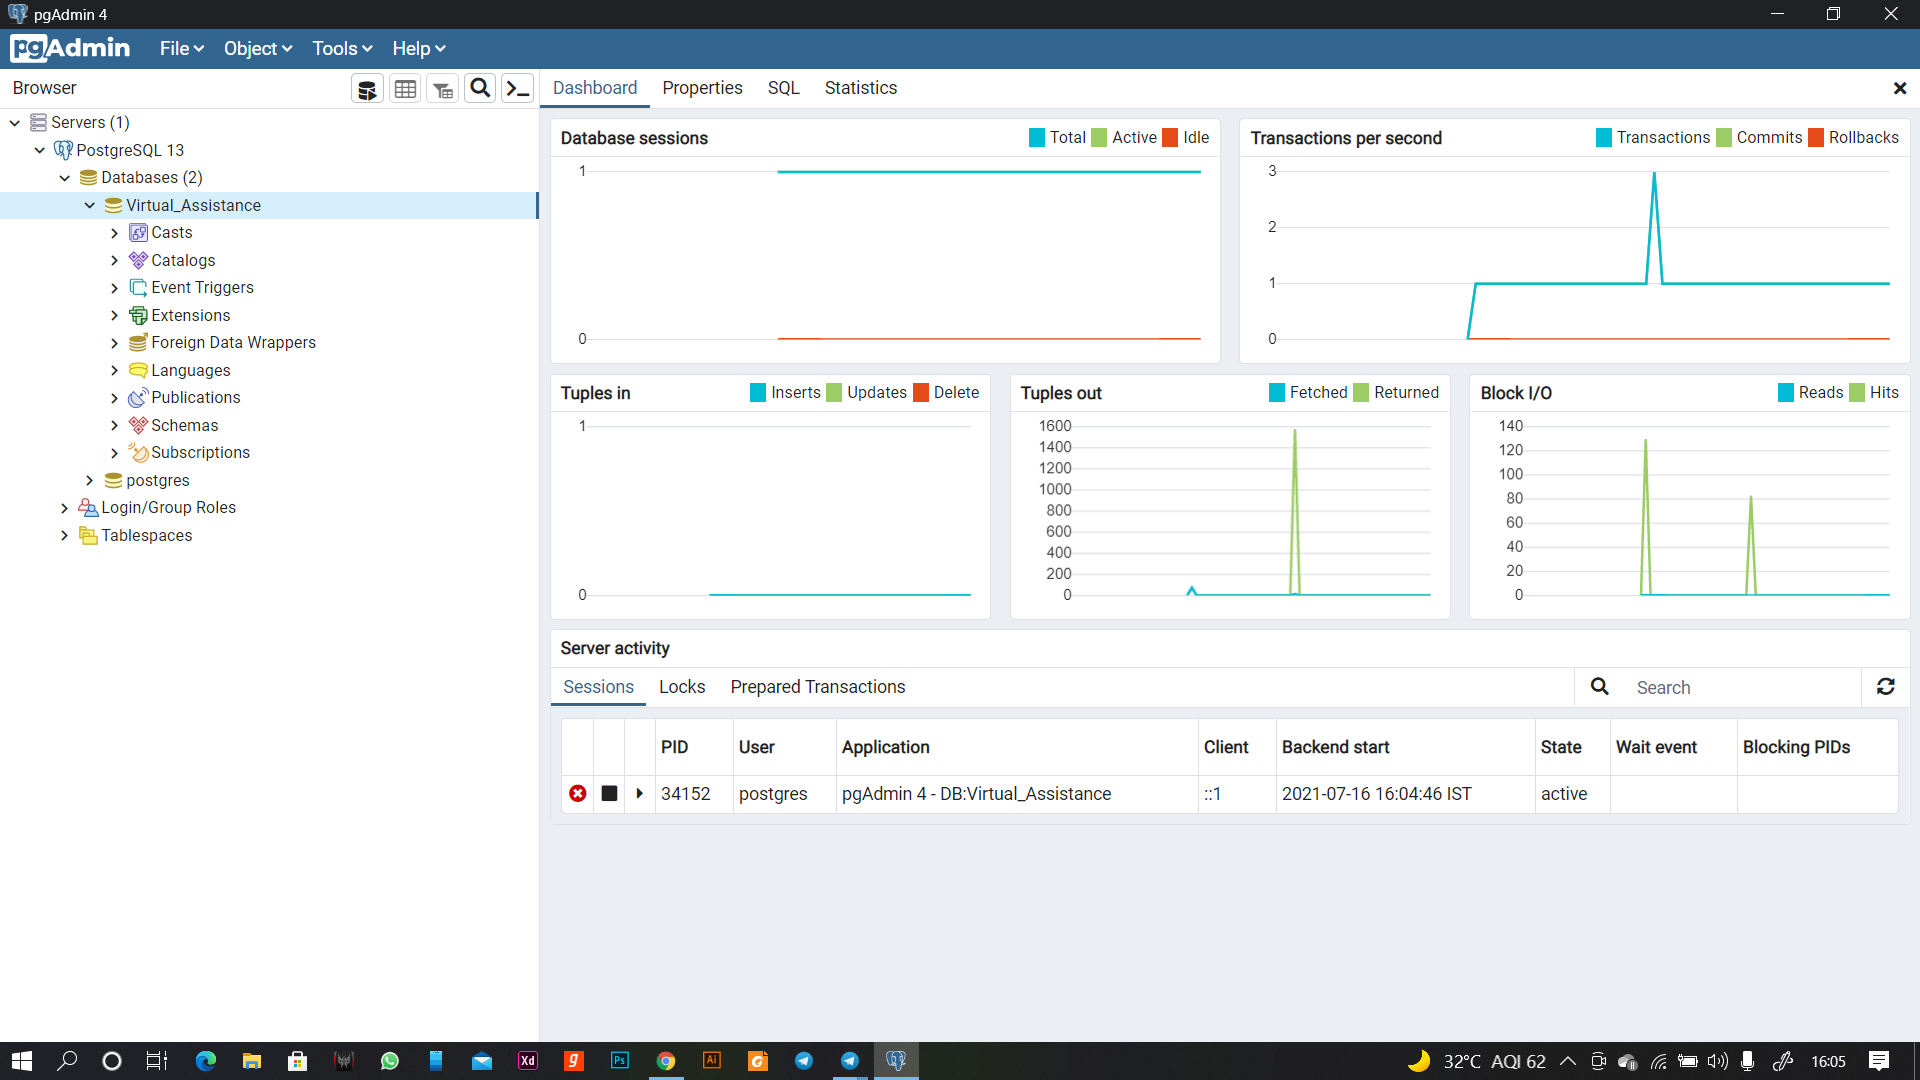 pgAdmin 4
pgAdmin File Object Tools Help
Browser
Dashboard Properties SQL Statistics
Servers (1)
PostgreSQL 13
Databases (2)
Virtual_Assistance
Casts
Catalogs
Event Triggers
Extensions
Foreign Data Wrappers
Languages
Publications
Schemas
Subscriptions
postgres
Login/Group Roles
Tablespaces
Database sessions Total Active Idle
1
0
Transactions per second Transactions Commits Rollbacks
3
2
1
0
Tuples in Inserts Updates Delete
1
0
Tuples out Fetched Returned
1600
1400
1200
1000
800
600
400
200
0
Block I/O Reads Hits
140
120
100
80
60
40
20
0
Server activity
Sessions Locks Prepared Transactions Search
PID User Application Client Backend start State Wait event Blocking PIDs
34152 postgres pgAdmin 4 - DB:Virtual_Assistance ::1 2021-07-16 16:04:46 IST active
Xd g Ps Ai 32°C AQI 62 16:05